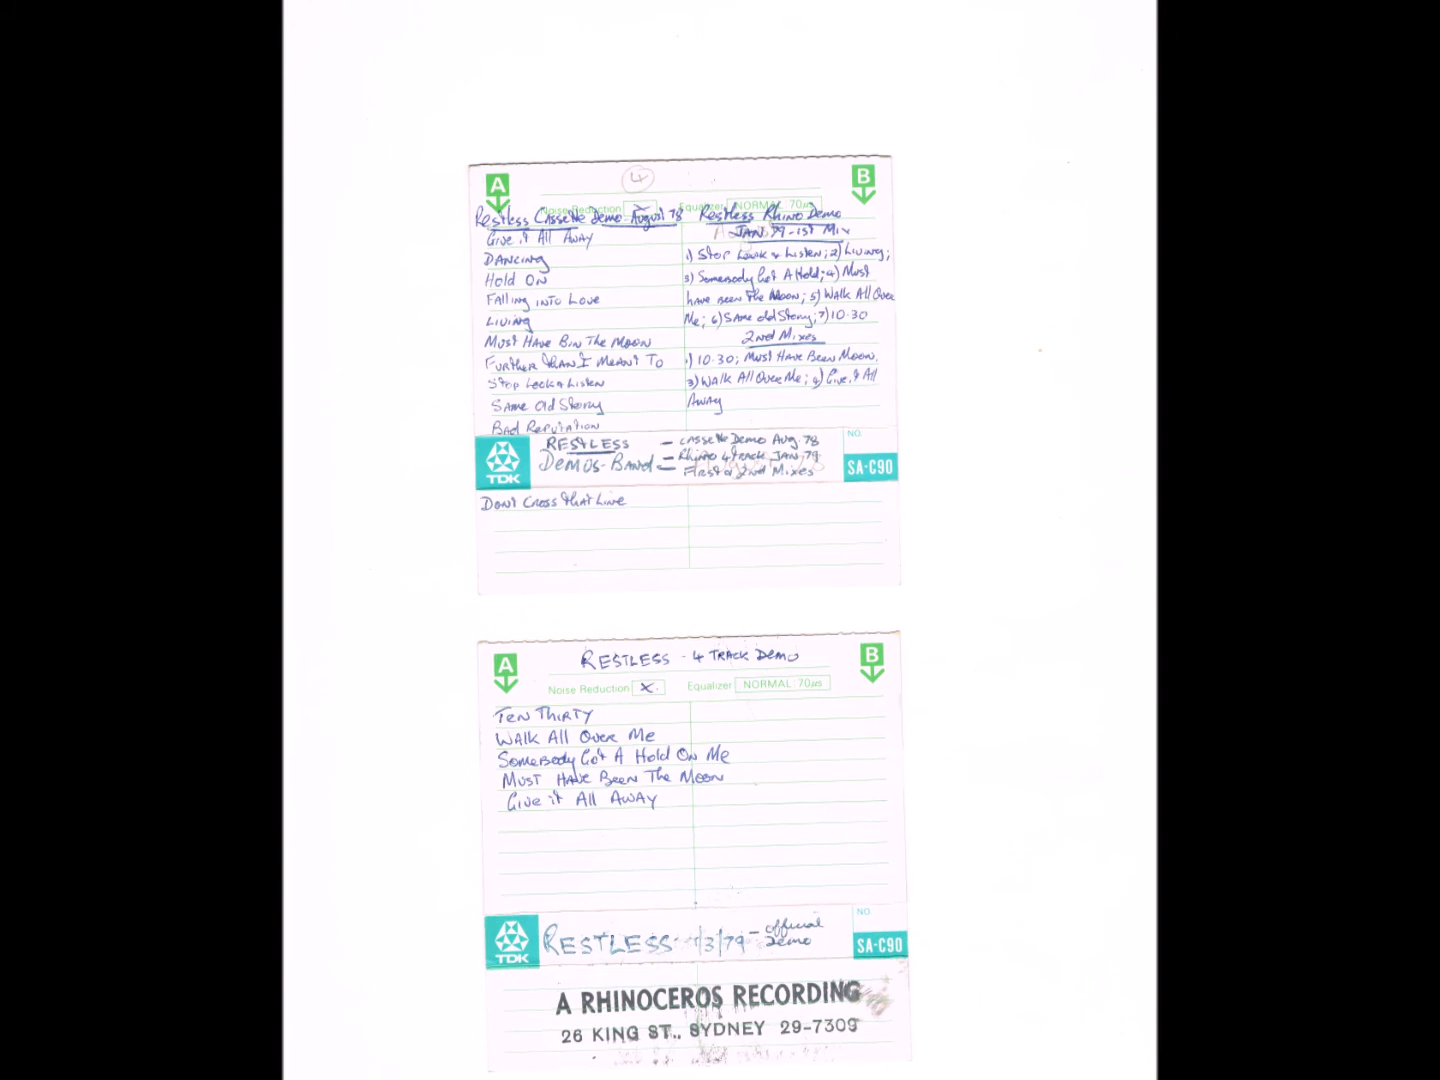 A
4
B
Noise Reduction Equalizer NORMAL 70μs
Restless Cassette Demo August 78
Give it All Away
DANCING
Hold On
Falling into Love
Living
Must Have Bin The Moon
Further than I Meant To
Stop Look & Listen
Same Old Story
Bad Reputation
Restless Rhino Demo
JAN 79 - 1st Mix
1) Stop Look & Listen; 2) Living;
3) Somebody Got A Hold; 4) Must
have been The Moon; 5) Walk All Over
Me; 6) Same old Story; 7) 10.30
2nd Mixes
1) 10.30; Must Have Been Moon.
3) Walk All Over Me; 4) Give it All
Away
TDK
RESTLESS - Cassette Demo Aug. 78
Demos-Band = Rhino 4 track JAN 79
First & 2nd Mixes
NO.
SA-C90
Dont Cross that Line
A
RESTLESS - 4 TRACK DEMO
B
Noise Reduction X. Equalizer NORMAL: 70μs
Ten Thirty
Walk All Over Me
Somebody Got A Hold On Me
Must Have Been The Moon
Give it All Away
TDK
RESTLESS 1/3/79 - official
Demo
NO.
SA-C90
A RHINOCEROS RECORDING
26 KING ST., SYDNEY 29-7309